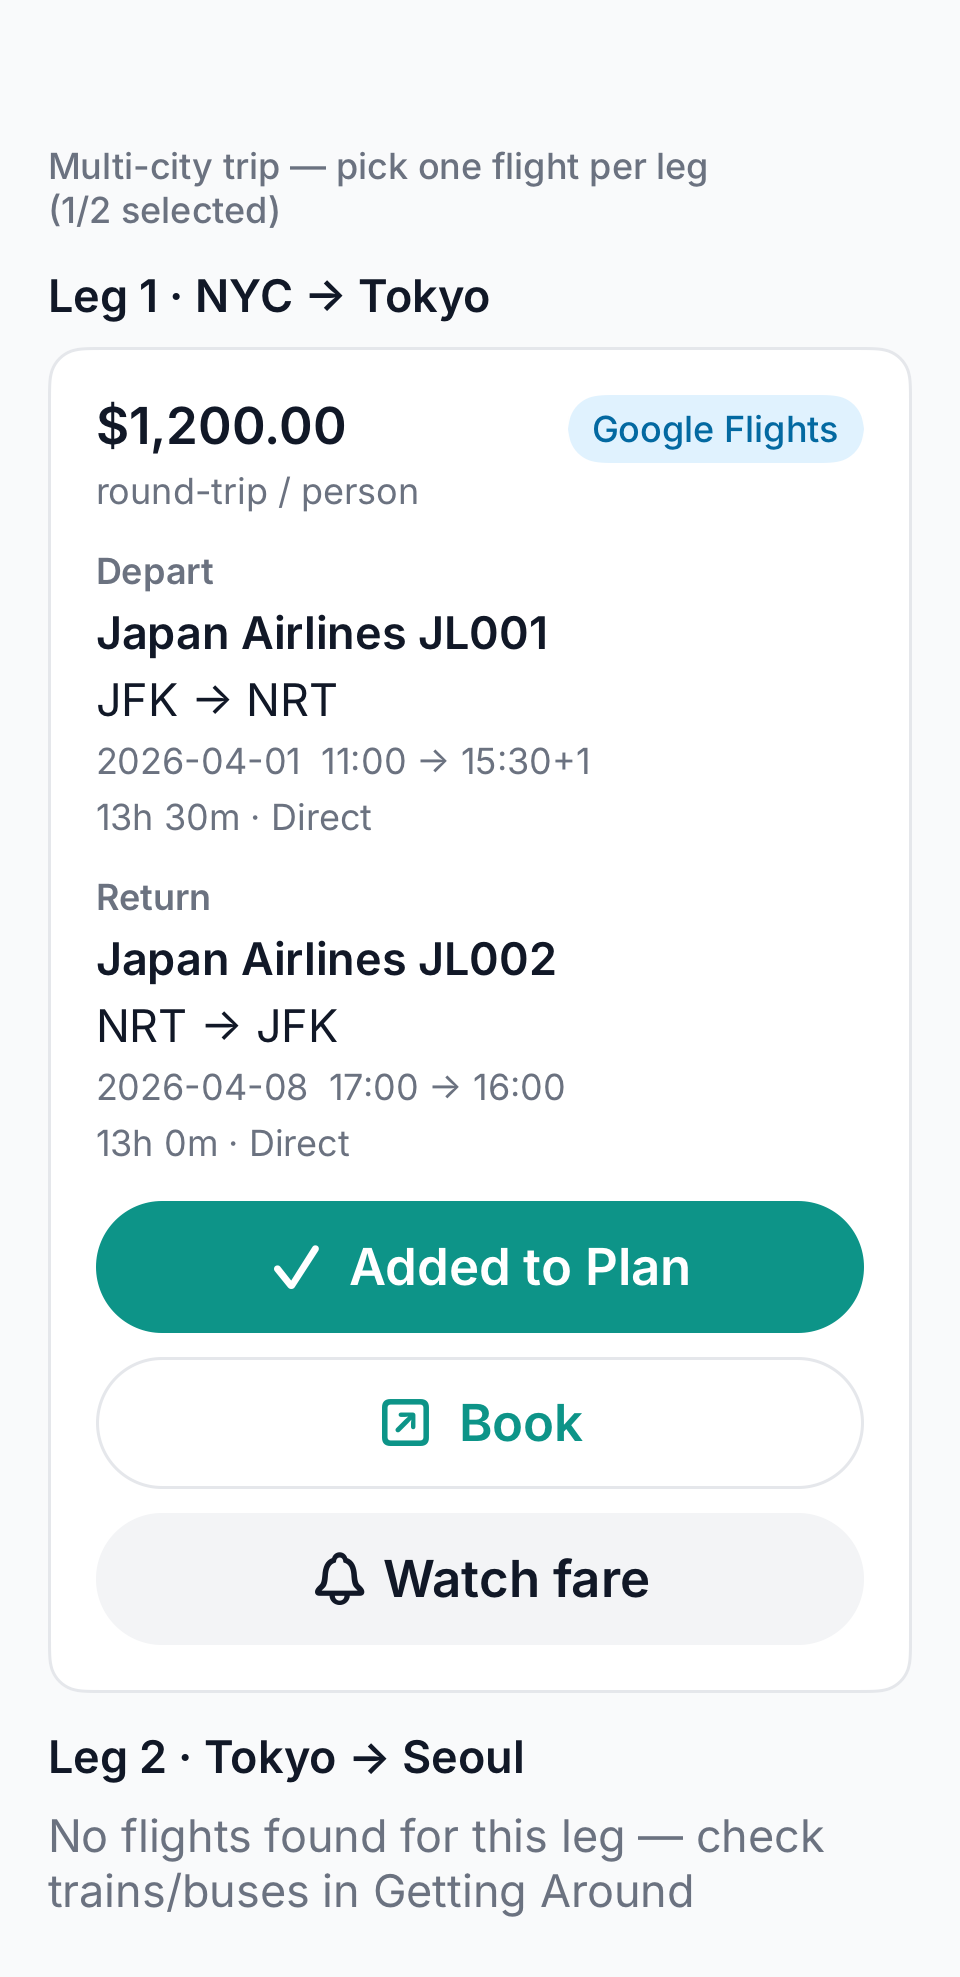 Multi-city trip — pick one flight per leg
(1/2 selected)
Leg 1 · NYC → Tokyo
$1,200.00
Google Flights
round-trip / person
Depart
Japan Airlines JL001
JFK → NRT
2026-04-01 11:00 → 15:30+1
13h 30m · Direct
Return
Japan Airlines JL002
NRT → JFK
2026-04-08 17:00 → 16:00
13h 0m · Direct
Added to Plan
Book
Watch fare
Leg 2 · Tokyo → Seoul
No flights found for this leg — check
trains/buses in Getting Around